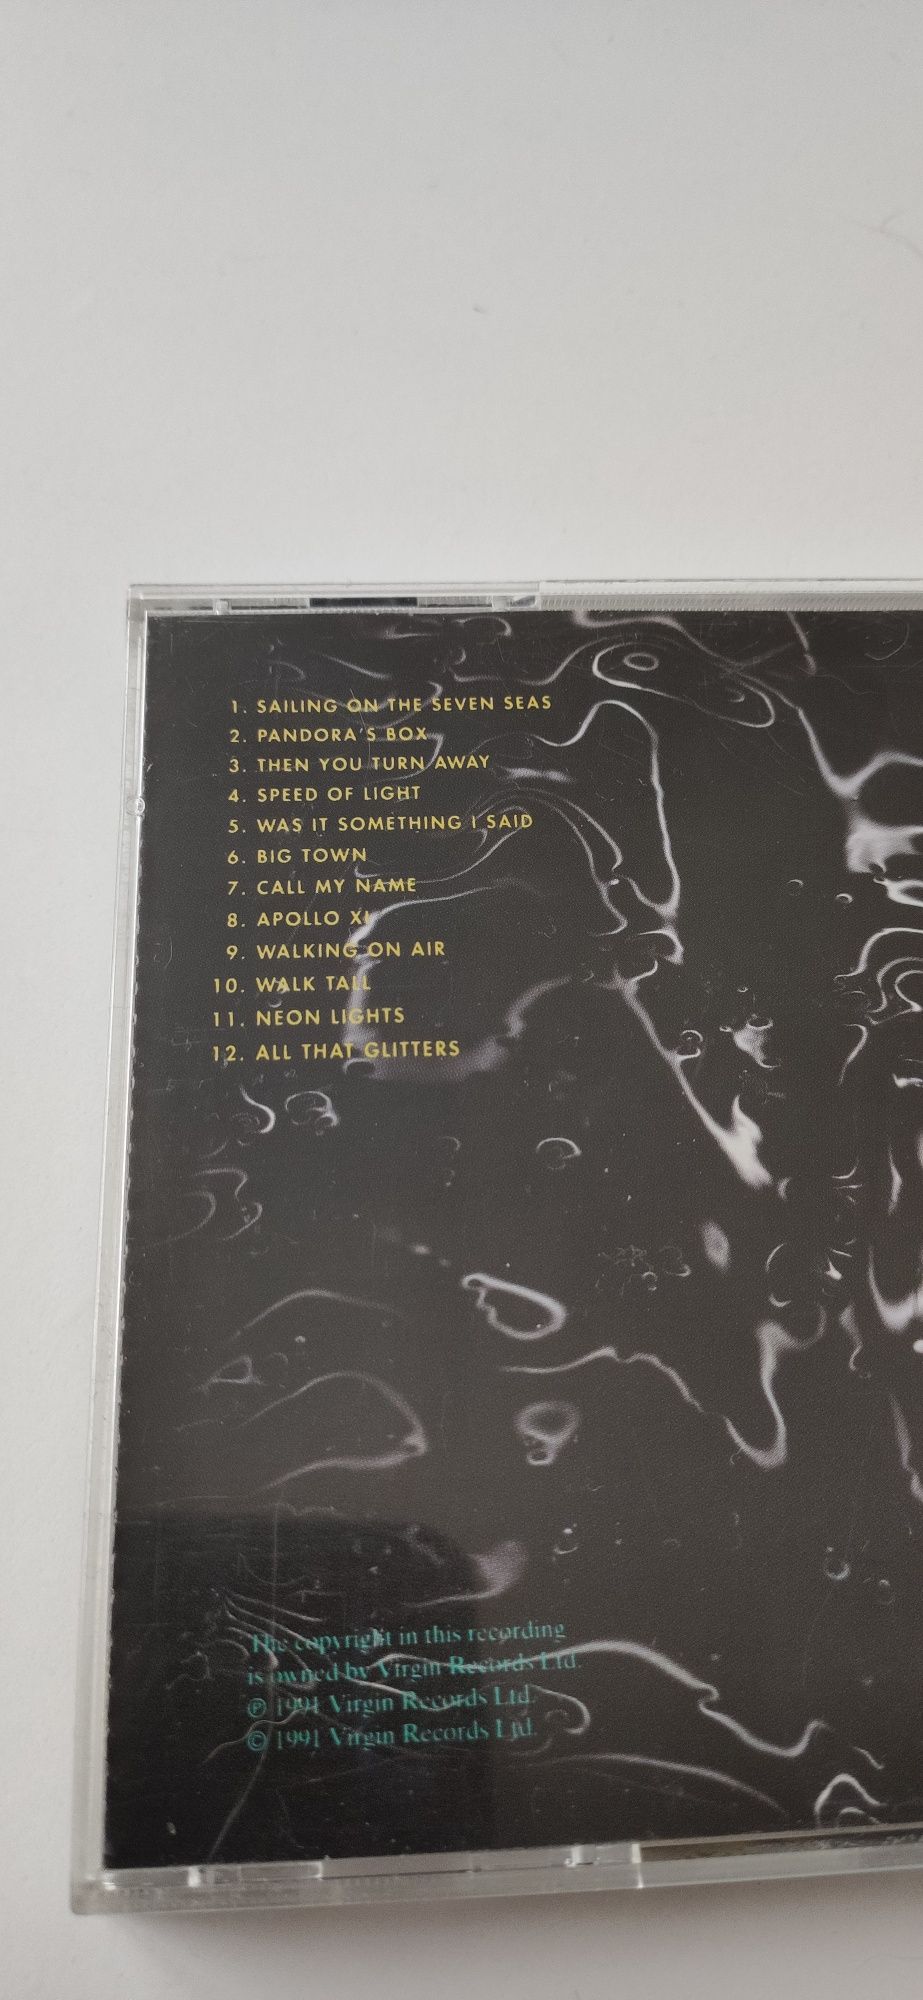 1. SAILING ON THE SEVEN SEAS
2. PANDORA'S BOX
3. THEN YOU TURN AWAY
4. SPEED OF LIGHT
5. WAS IT SOMETHING I SAID
6. BIG TOWN
7. CALL MY NAME
8. APOLLO XI
9. WALKING ON AIR
10. WALK TALL
11. NEON LIGHTS
12. ALL THAT GLITTERS
The copyright in this recording
is owned by Virgin Records Ltd.
℗ 1991 Virgin Records Ltd.
© 1991 Virgin Records Ltd.